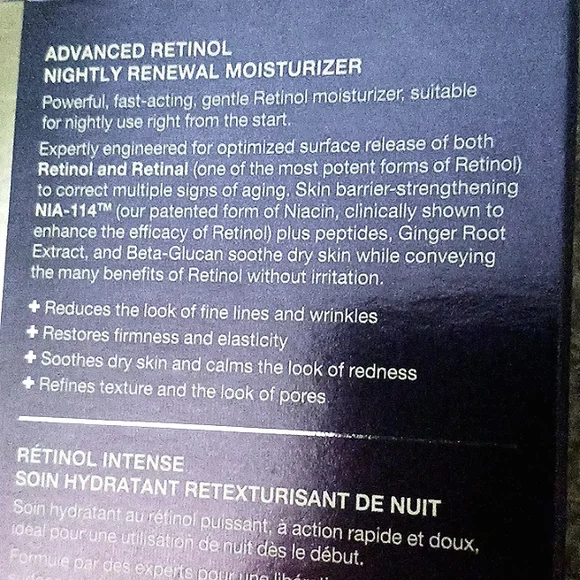 ADVANCED RETINOL
NIGHTLY RENEWAL MOISTURIZER
Powerful, fast-acting, gentle Retinol moisturizer, suitable
for nightly use right from the start.
Expertly engineered for optimized surface release of both
Retinol and Retinal (one of the most potent forms of Retinol)
to correct multiple signs of aging. Skin barrier-strengthening
NIA-114™ (our patented form of Niacin, clinically shown to
enhance the efficacy of Retinol) plus peptides, Ginger Root
Extract, and Beta-Glucan soothe dry skin while conveying
the many benefits of Retinol without irritation.
+ Reduces the look of fine lines and wrinkles
+ Restores firmness and elasticity
+ Soothes dry skin and calms the look of redness
+ Refines texture and the look of pores
RÉTINOL INTENSE
SOIN HYDRATANT RETEXTURISANT DE NUIT
Soin hydratant au rétinol puissant, à action rapide et doux,
idéal pour une utilisation de nuit dès le début.
Formulé par des experts pour une